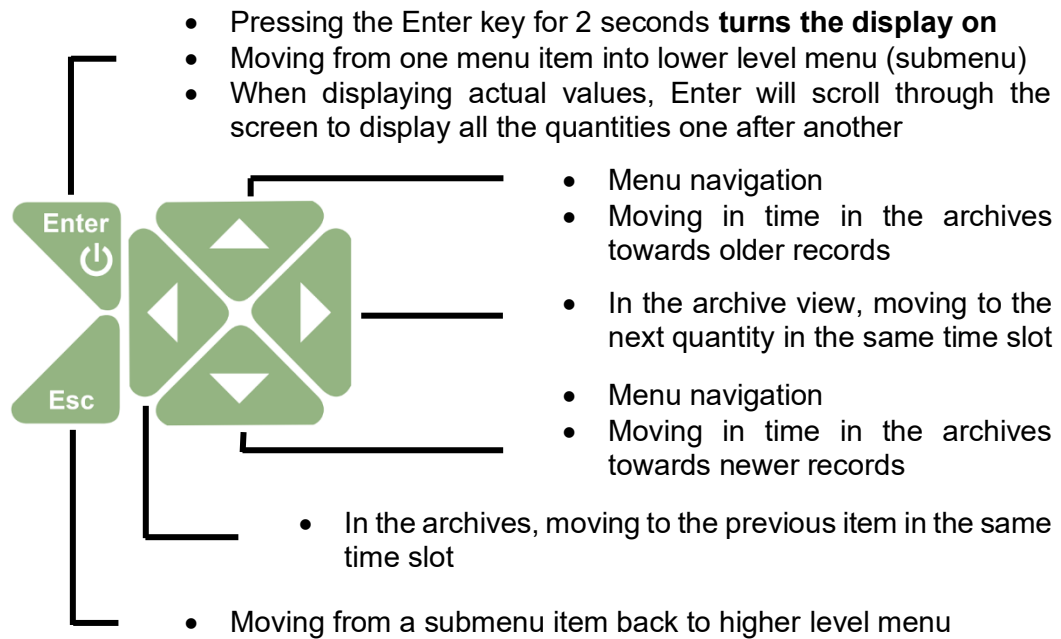 • Pressing the Enter key for 2 seconds turns the display on
• Moving from one menu item into lower level menu (submenu)
• When displaying actual values, Enter will scroll through the
screen to display all the quantities one after another
• Menu navigation
• Moving in time in the archives
towards older records
Enter
• In the archive view, moving to the
next quantity in the same time slot
Esc
• Menu navigation
• Moving in time in the archives
towards newer records
• In the archives, moving to the previous item in the same
time slot
• Moving from a submenu item back to higher level menu